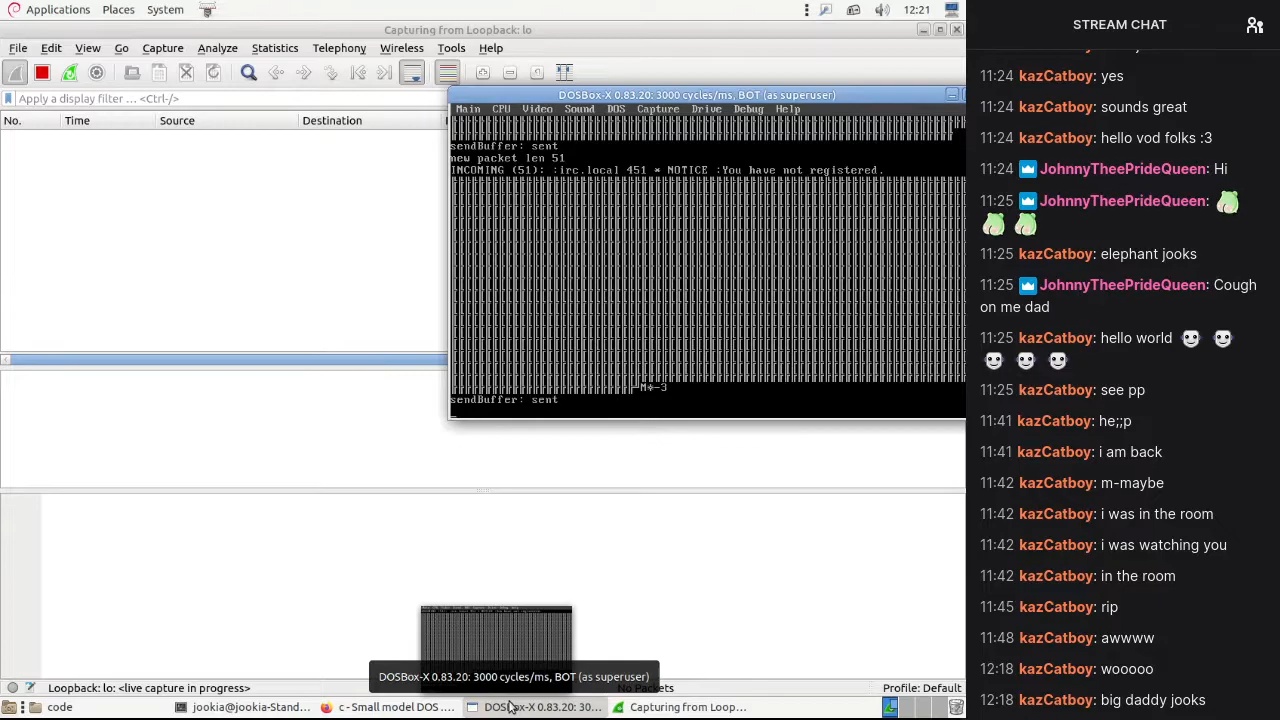 Applications Places System 12:21
Capturing from Loopback: lo
File Edit View Go Capture Analyze Statistics Telephony Wireless Tools Help
Apply a display filter … <Ctrl-/>
No. Time Source Destination
DOSBox-X 0.83.20: 3000 cycles/ms, BOT (as superuser)
Main CPU Video Sound DOS Capture Drive Debug Help
sendBuffer: sent
new packet len 51
INCOMING (51): :irc.local 451 * NOTICE :You have not registered.
sendBuffer: sent
DOSBox-X 0.83.20: 3000 cycles/ms, BOT (as superuser)
Loopback: lo: <live capture in progress> No Packets Profile: Default
code jookia@jookia-Stand… c - Small model DOS … DOSBox-X 0.83.20: 30… Capturing from Loop…
STREAM CHAT
11:24 kazCatboy: yes
11:24 kazCatboy: sounds great
11:24 kazCatboy: hello vod folks :3
11:24 JohnnyTheePrideQueen: Hi
11:25 JohnnyTheePrideQueen:
11:25 kazCatboy: elephant jooks
11:25 JohnnyTheePrideQueen: Cough
on me dad
11:25 kazCatboy: hello world
11:25 kazCatboy: see pp
11:41 kazCatboy: he;;p
11:41 kazCatboy: i am back
11:42 kazCatboy: m-maybe
11:42 kazCatboy: i was in the room
11:42 kazCatboy: i was watching you
11:42 kazCatboy: in the room
11:45 kazCatboy: rip
11:48 kazCatboy: awwww
12:18 kazCatboy: wooooo
12:18 kazCatboy: big daddy jooks